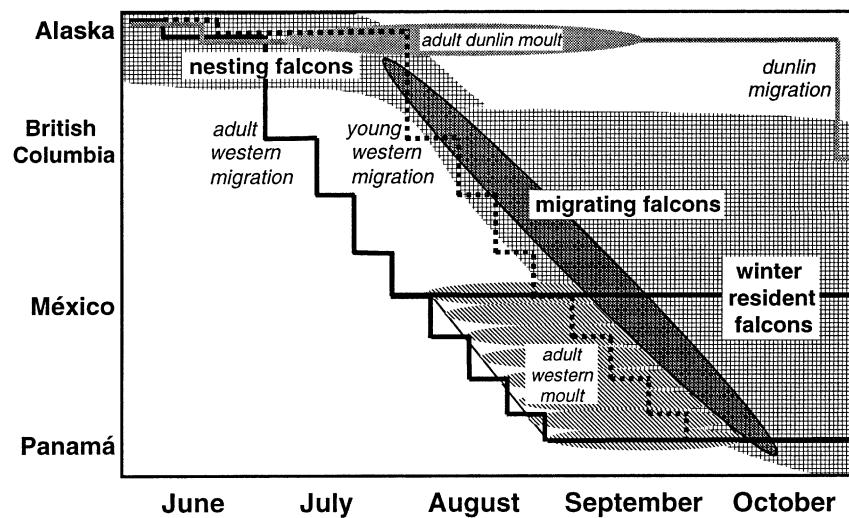 Alaska
adult dunlin moult
nesting falcons
dunlin
migration
British
Columbia
adult
western
migration
young
western
migration
migrating falcons
winter
resident
falcons
México
adult
western
moult
Panamá
June July August September October